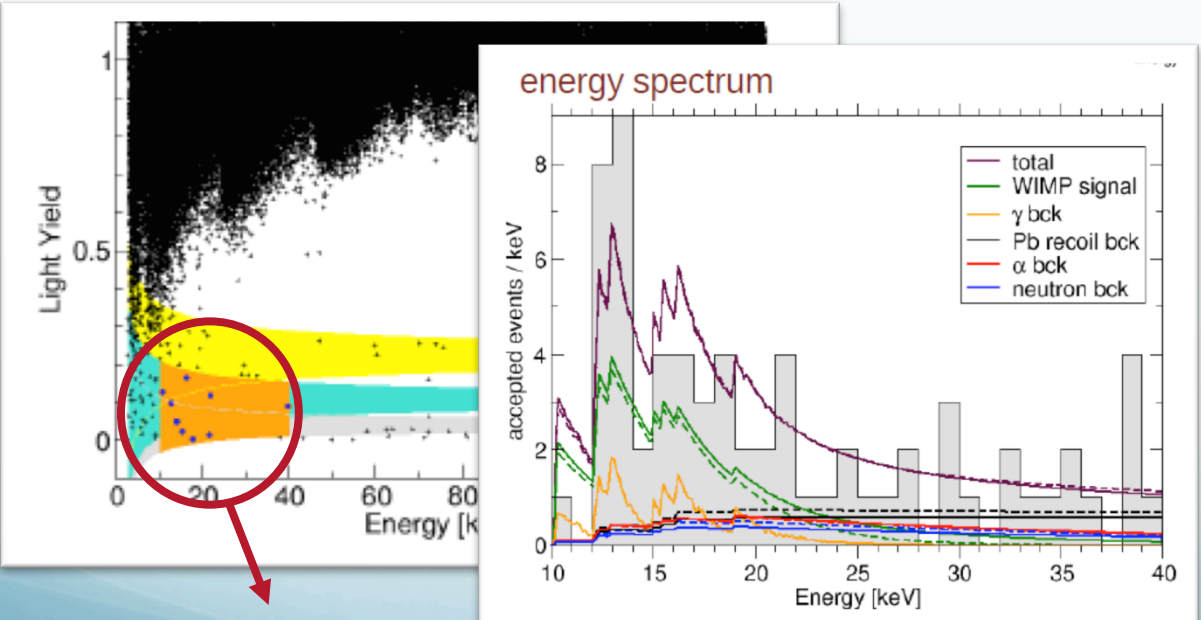 1
0.5
0
Light Yield
0 20 40 60 80
Energy [k
energy spectrum
8
6
4
2
0
accepted events / keV
total
WIMP signal
γ bck
Pb recoil bck
α bck
neutron bck
10 15 20 25 30 35 40
Energy [keV]